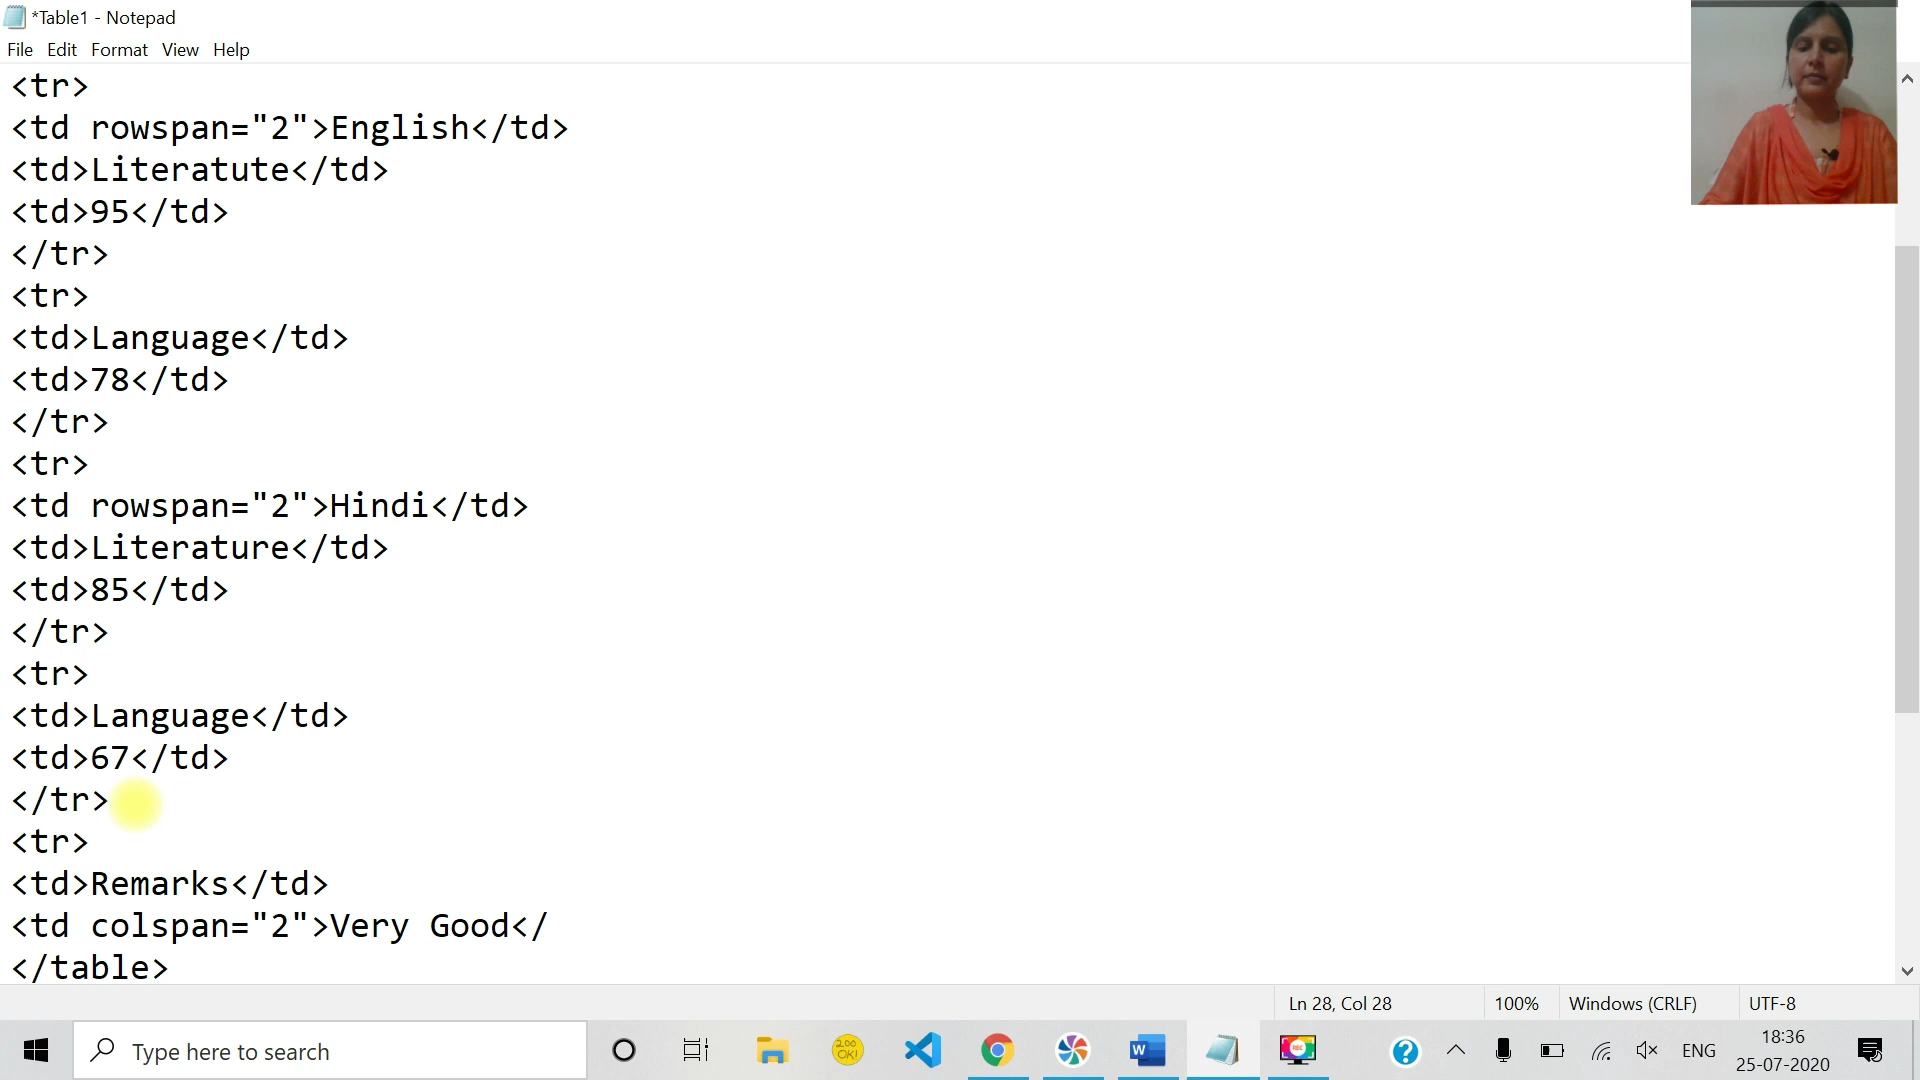 *Table1 - Notepad
File Edit Format View Help
<tr>
<td rowspan="2">English</td>
<td>Literatute</td>
<td>95</td>
</tr>
<tr>
<td>Language</td>
<td>78</td>
</tr>
<tr>
<td rowspan="2">Hindi</td>
<td>Literature</td>
<td>85</td>
</tr>
<tr>
<td>Language</td>
<td>67</td>
</tr>
<tr>
<td>Remarks</td>
<td colspan="2">Very Good</
</table>
Ln 28, Col 28 100% Windows (CRLF) UTF-8
Type here to search
200 OK!
W
REC
?
ENG
18:36
25-07-2020